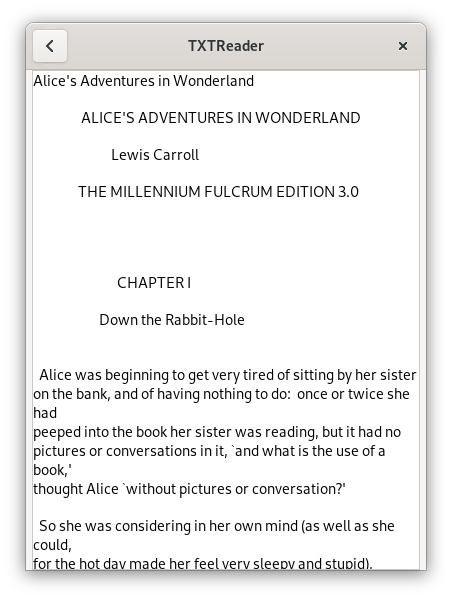 TXTReader
Alice's Adventures in Wonderland
ALICE'S ADVENTURES IN WONDERLAND
Lewis Carroll
THE MILLENNIUM FULCRUM EDITION 3.0
CHAPTER I
Down the Rabbit-Hole
Alice was beginning to get very tired of sitting by her sister
on the bank, and of having nothing to do:  once or twice she
had
peeped into the book her sister was reading, but it had no
pictures or conversations in it, `and what is the use of a
book,'
thought Alice `without pictures or conversation?'
So she was considering in her own mind (as well as she
could,
for the hot day made her feel very sleepy and stupid),